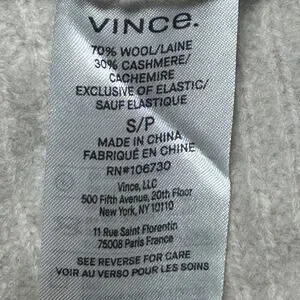 VINCE.
70% WOOL/LAINE
30% CASHMERE/
CACHEMIRE
EXCLUSIVE OF ELASTIC/
SAUF ELASTIQUE
S/P
MADE IN CHINA
FABRIQUÉ EN CHINE
RN#106730
Vince, LLC
500 Fifth Avenue, 20th Floor
New York, NY 10110
11 Rue Saint Florentin
75008 Paris France
SEE REVERSE FOR CARE
VOIR AU VERSO POUR LES SOINS